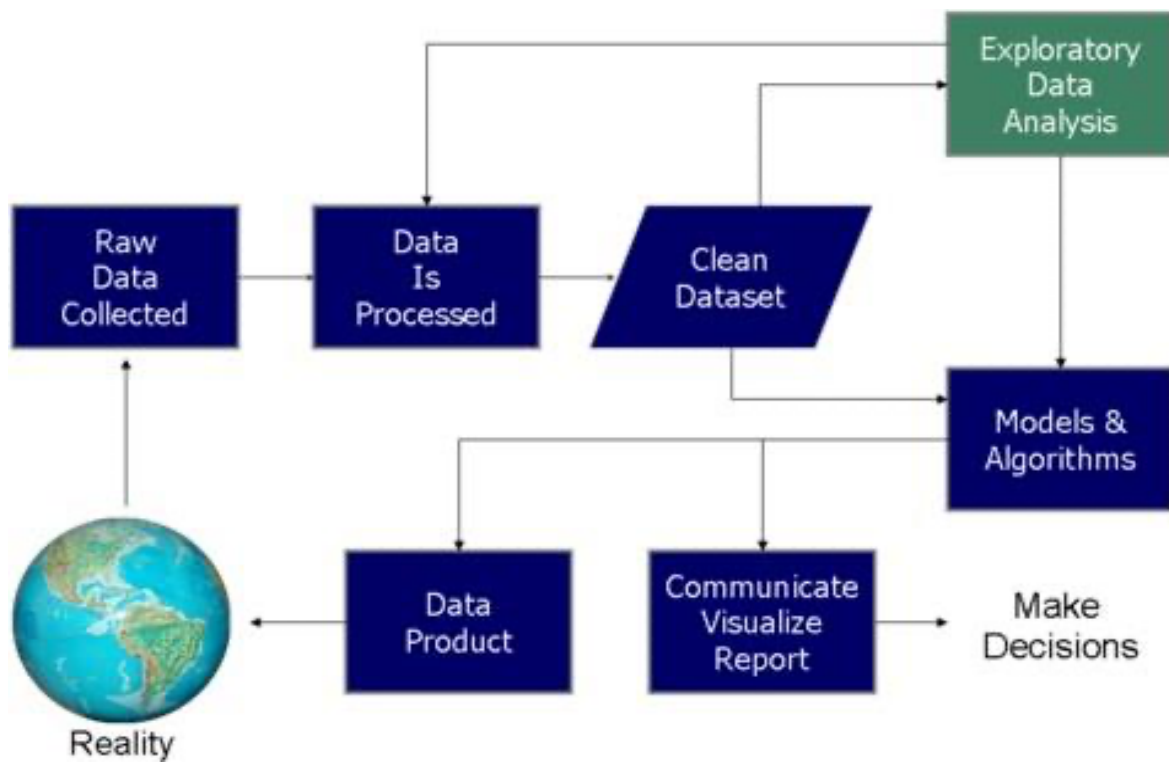 Exploratory
Data
Analysis
Raw
Data
Collected
Data
Is
Processed
Clean
Dataset
Models &
Algorithms
Data
Product
Communicate
Visualize
Report
Make
Decisions
Reality